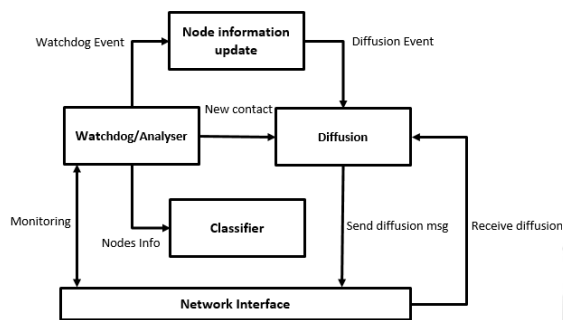 Node information
update
Watchdog Event
Diffusion Event
New contact
Watchdog/Analyser
Diffusion
Monitoring
Nodes Info
Classifier
Send diffusion msg
Receive diffusion
Network Interface